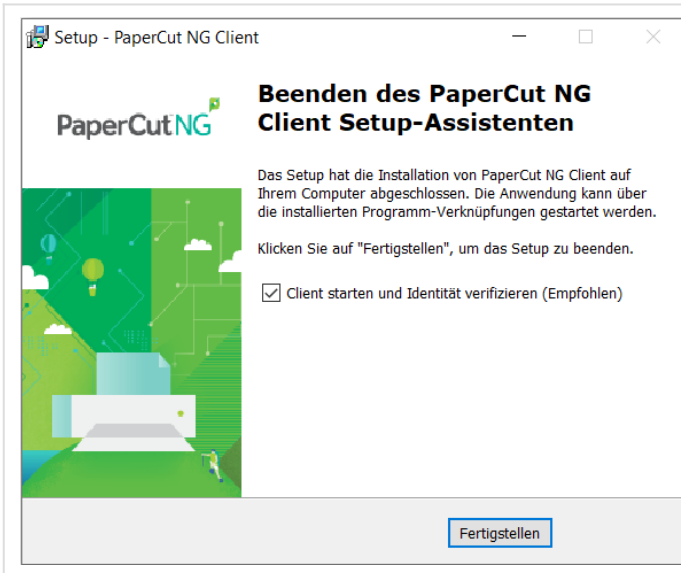 Setup - PaperCut NG Client
PaperCut NG
Beenden des PaperCut NG
Client Setup-Assistenten
Das Setup hat die Installation von PaperCut NG Client auf
Ihrem Computer abgeschlossen. Die Anwendung kann über
die installierten Programm-Verknüpfungen gestartet werden.
Klicken Sie auf "Fertigstellen", um das Setup zu beenden.
Client starten und Identität verifizieren (Empfohlen)
Fertigstellen